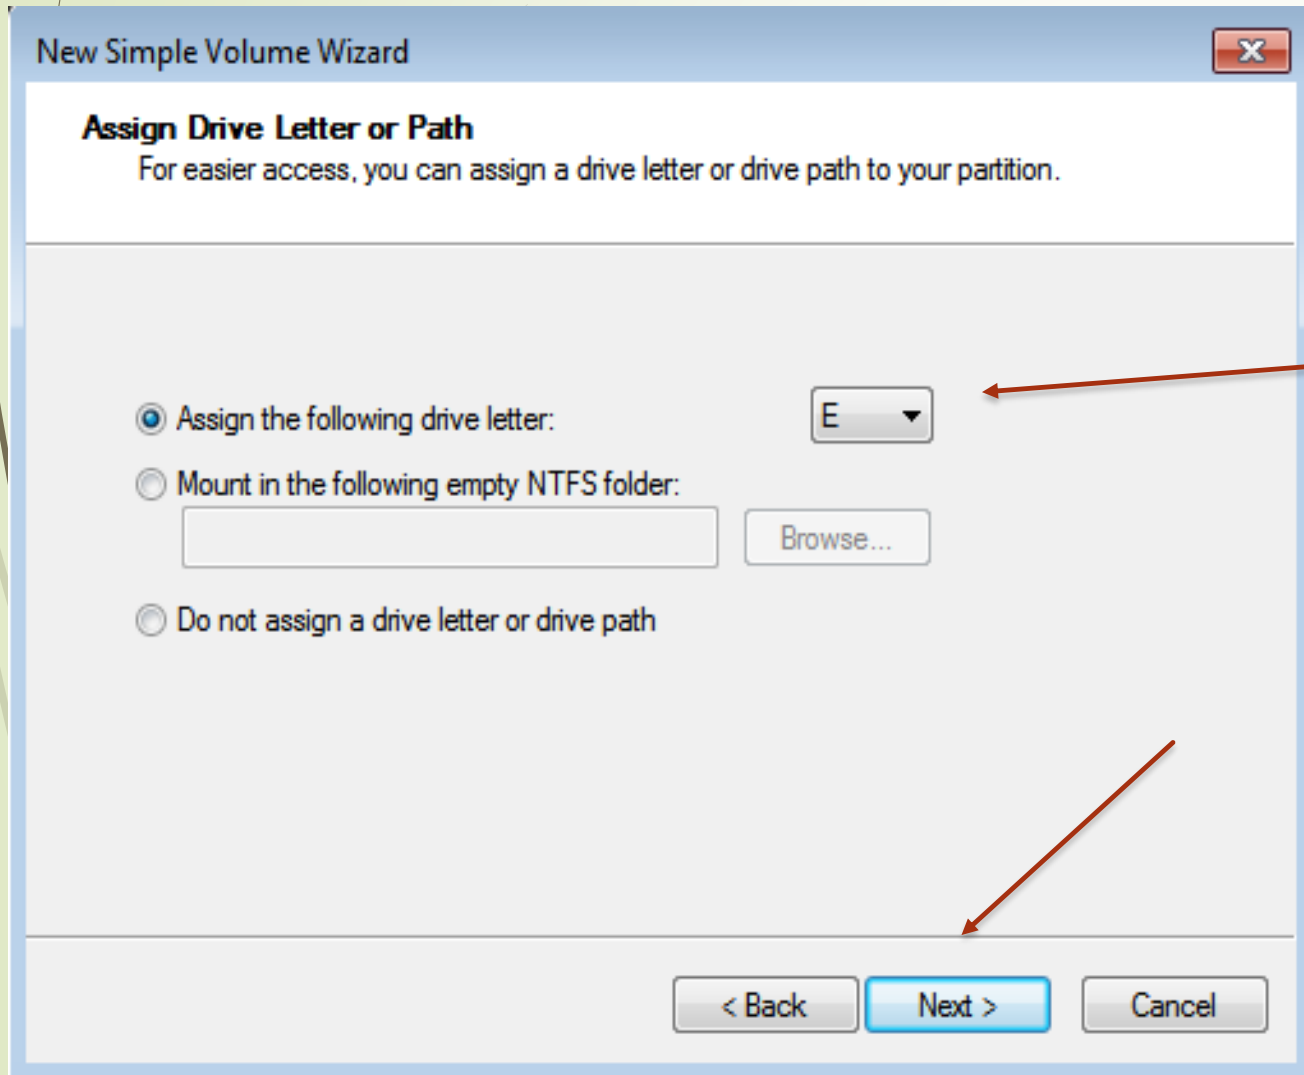 New Simple Volume Wizard
Assign Drive Letter or Path
For easier access, you can assign a drive letter or drive path to your partition.
Assign the following drive letter: E
Mount in the following empty NTFS folder:
Browse...
Do not assign a drive letter or drive path
< Back Next > Cancel